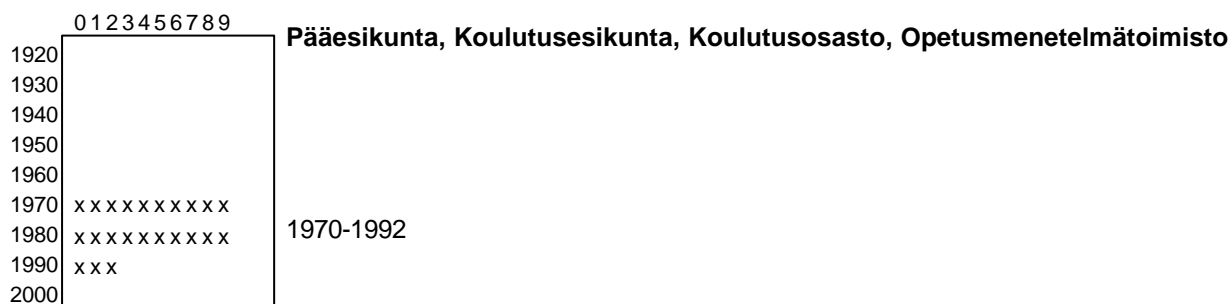 0123456789
Pääesikunta, Koulutusesikunta, Koulutusosasto, Opetusmenetelmätoimisto
1920
1930
1940
1950
1960
1970 xxxxxxxxxx
1980 xxxxxxxxxx
1970-1992
1990 xxx
2000